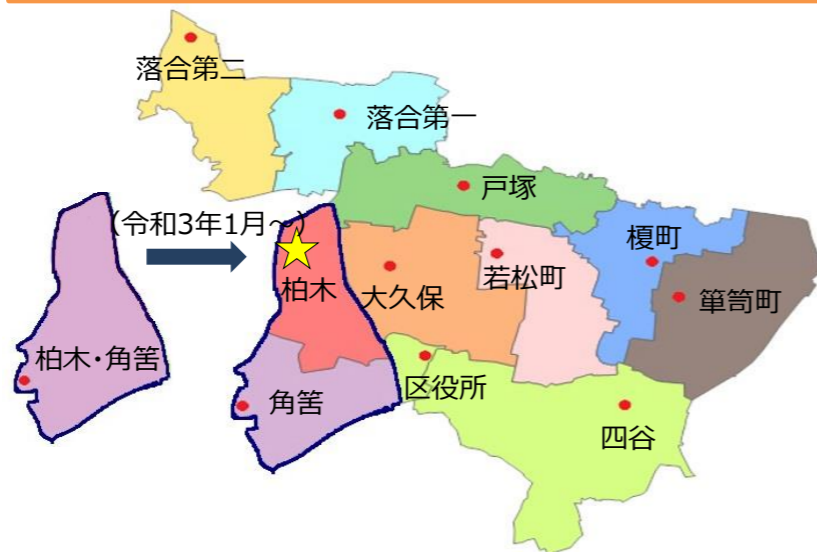 落合第二
落合第一
戸塚
(令和3年1月～)
榎町
若松町
柏木
大久保
箪笥町
柏木・角筈
区役所
角筈
四谷